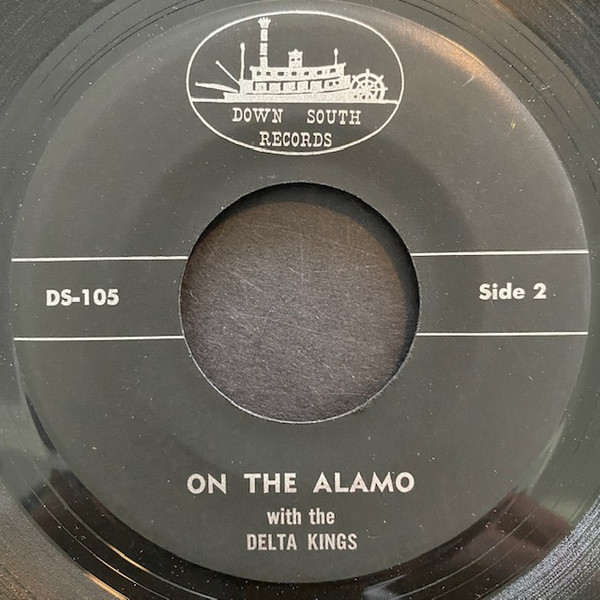 DOWN SOUTH
RECORDS
DS-105
Side 2
ON THE ALAMO
with the
DELTA KINGS